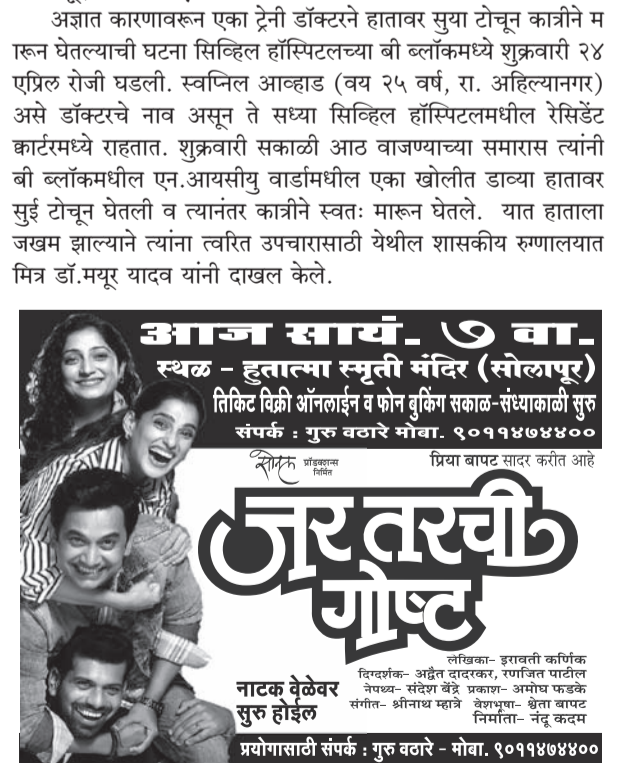 अज्ञात कारणावरून एका ट्रेनी डॉक्टरने हातावर सुया टोचून कात्रीने म
ारून घेतल्याची घटना सिव्हिल हॉस्पिटलच्या बी ब्लॉकमध्ये शुक्रवारी २४
एप्रिल रोजी घडली. स्वप्निल आव्हाड (वय २५ वर्ष, रा. अहिल्यानगर)
असे डॉक्टरचे नाव असून ते सध्या सिव्हिल हॉस्पिटलमधील रेसिडेंट
क्वार्टरमध्ये राहतात. शुक्रवारी सकाळी आठ वाजण्याच्या समारास त्यांनी
बी ब्लॉकमधील एन.आयसीयु वार्डामधील एका खोलीत डाव्या हातावर
सुई टोचून घेतली व त्यानंतर कात्रीने स्वतः मारून घेतले. यात हाताला
जखम झाल्याने त्यांना त्वरित उपचारासाठी येथील शासकीय रुग्णालयात
मित्र डॉ.मयूर यादव यांनी दाखल केले.
आज सायं. ७ वा.
स्थळ - हुतात्मा स्मृती मंदिर (सोलापूर)
तिकिट विक्री ऑनलाईन व फोन बुकिंग सकाळ-संध्याकाळी सुरु
संपर्क : गुरु वठारे मोबा. ९०११४७४४००
सोनल प्रॉडक्शन्स निर्मित
प्रिया बापट सादर करीत आहे
जर तरची
गोष्ट
लेखिका- इरावती कर्णिक
दिग्दर्शक- अद्वैत दादरकर, रणजित पाटील
नेपथ्य- संदेश बेंद्रे प्रकाश- अमोघ फडके
संगीत- श्रीनाथ म्हात्रे वेशभूषा- श्वेता बापट
निर्माता- नंदू कदम
नाटक वेळेवर
सुरु होईल
प्रयोगासाठी संपर्क : गुरु वठारे - मोबा. ९०११४७४४००